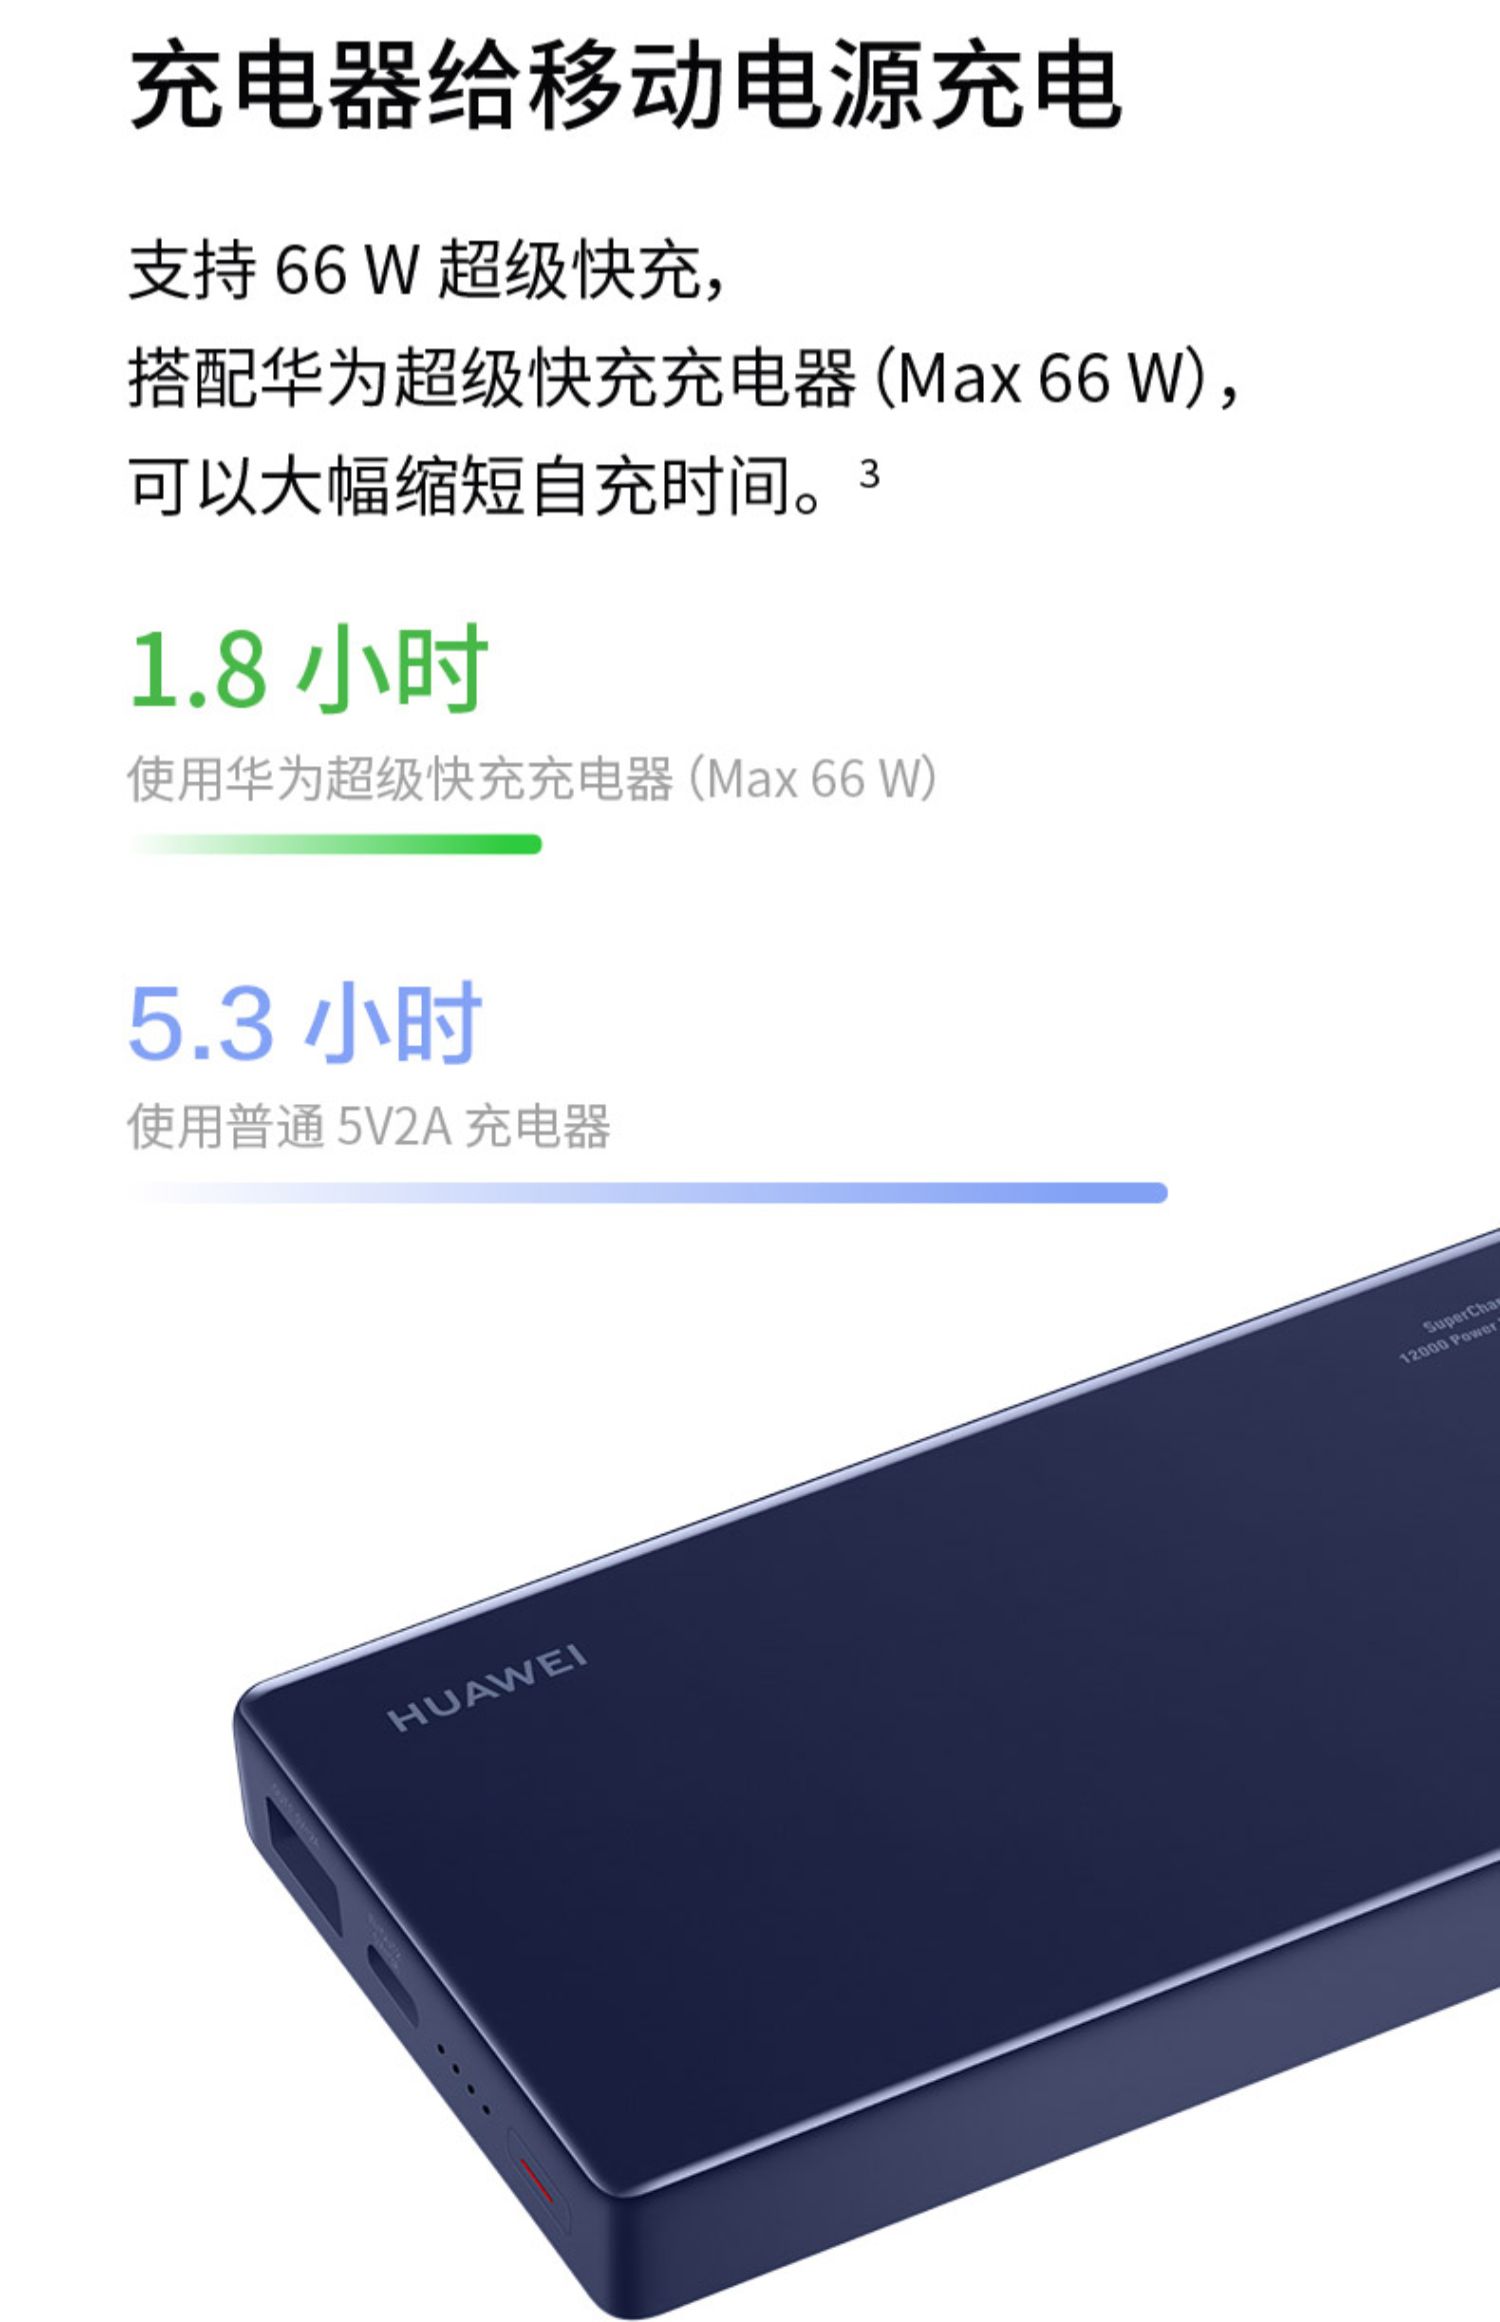 充电器给移动电源充电
支持 66 W 超级快充，
搭配华为超级快充充电器（Max 66 W），
可以大幅缩短自充时间。3
1.8 小时
使用华为超级快充充电器（Max 66 W）
5.3 小时
使用普通 5V2A 充电器
12000 Power
HUAWEI